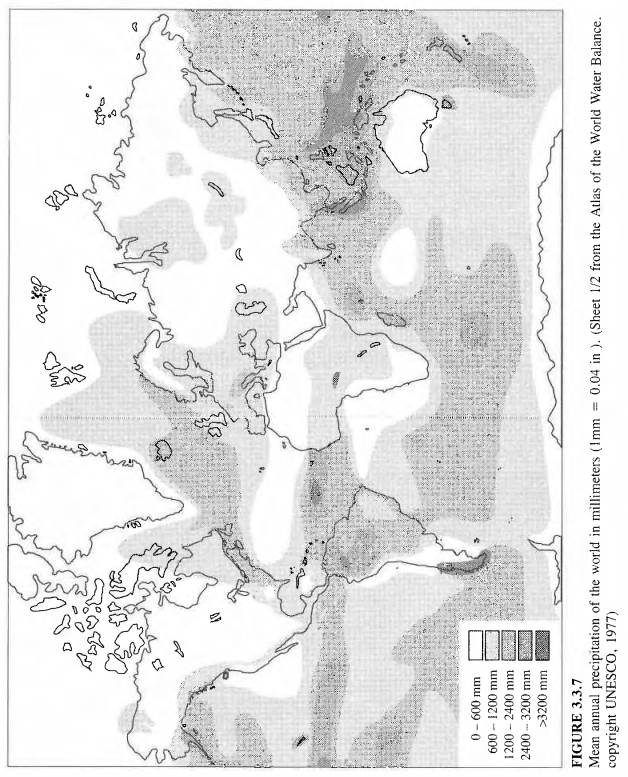 0 – 600 mm
600 – 1200 mm
1200 – 2400 mm
2400 – 3200 mm
>3200 mm
FIGURE 3.3.7
Mean annual precipitation of the world in millimeters (1mm = 0.04 in ). (Sheet 1/2 from the Atlas of the World Water Balance.
copyright UNESCO, 1977)